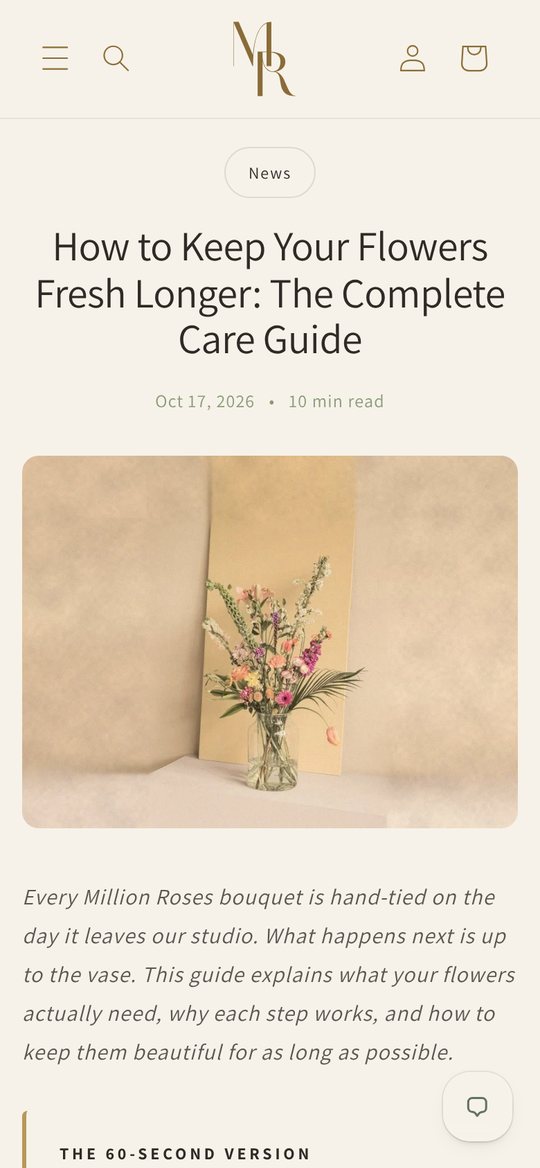 MR
News
How to Keep Your Flowers
Fresh Longer: The Complete
Care Guide
Oct 17, 2026 • 10 min read
Every Million Roses bouquet is hand-tied on the
day it leaves our studio. What happens next is up
to the vase. This guide explains what your flowers
actually need, why each step works, and how to
keep them beautiful for as long as possible.
THE 60-SECOND VERSION